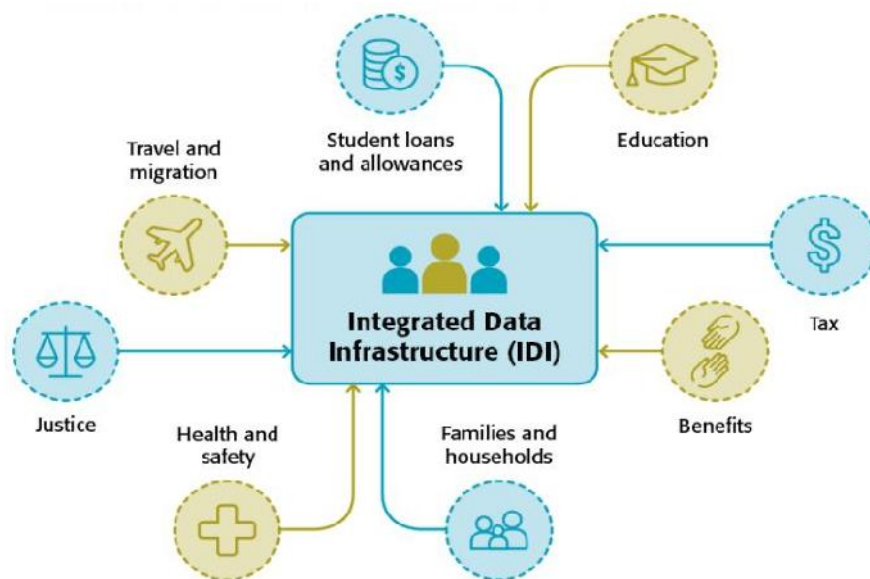 Student loans
and allowances
Education
Travel and
migration
$
$
Tax
Integrated Data
Infrastructure (IDI)
Benefits
Justice
Health and
safety
Families and
households